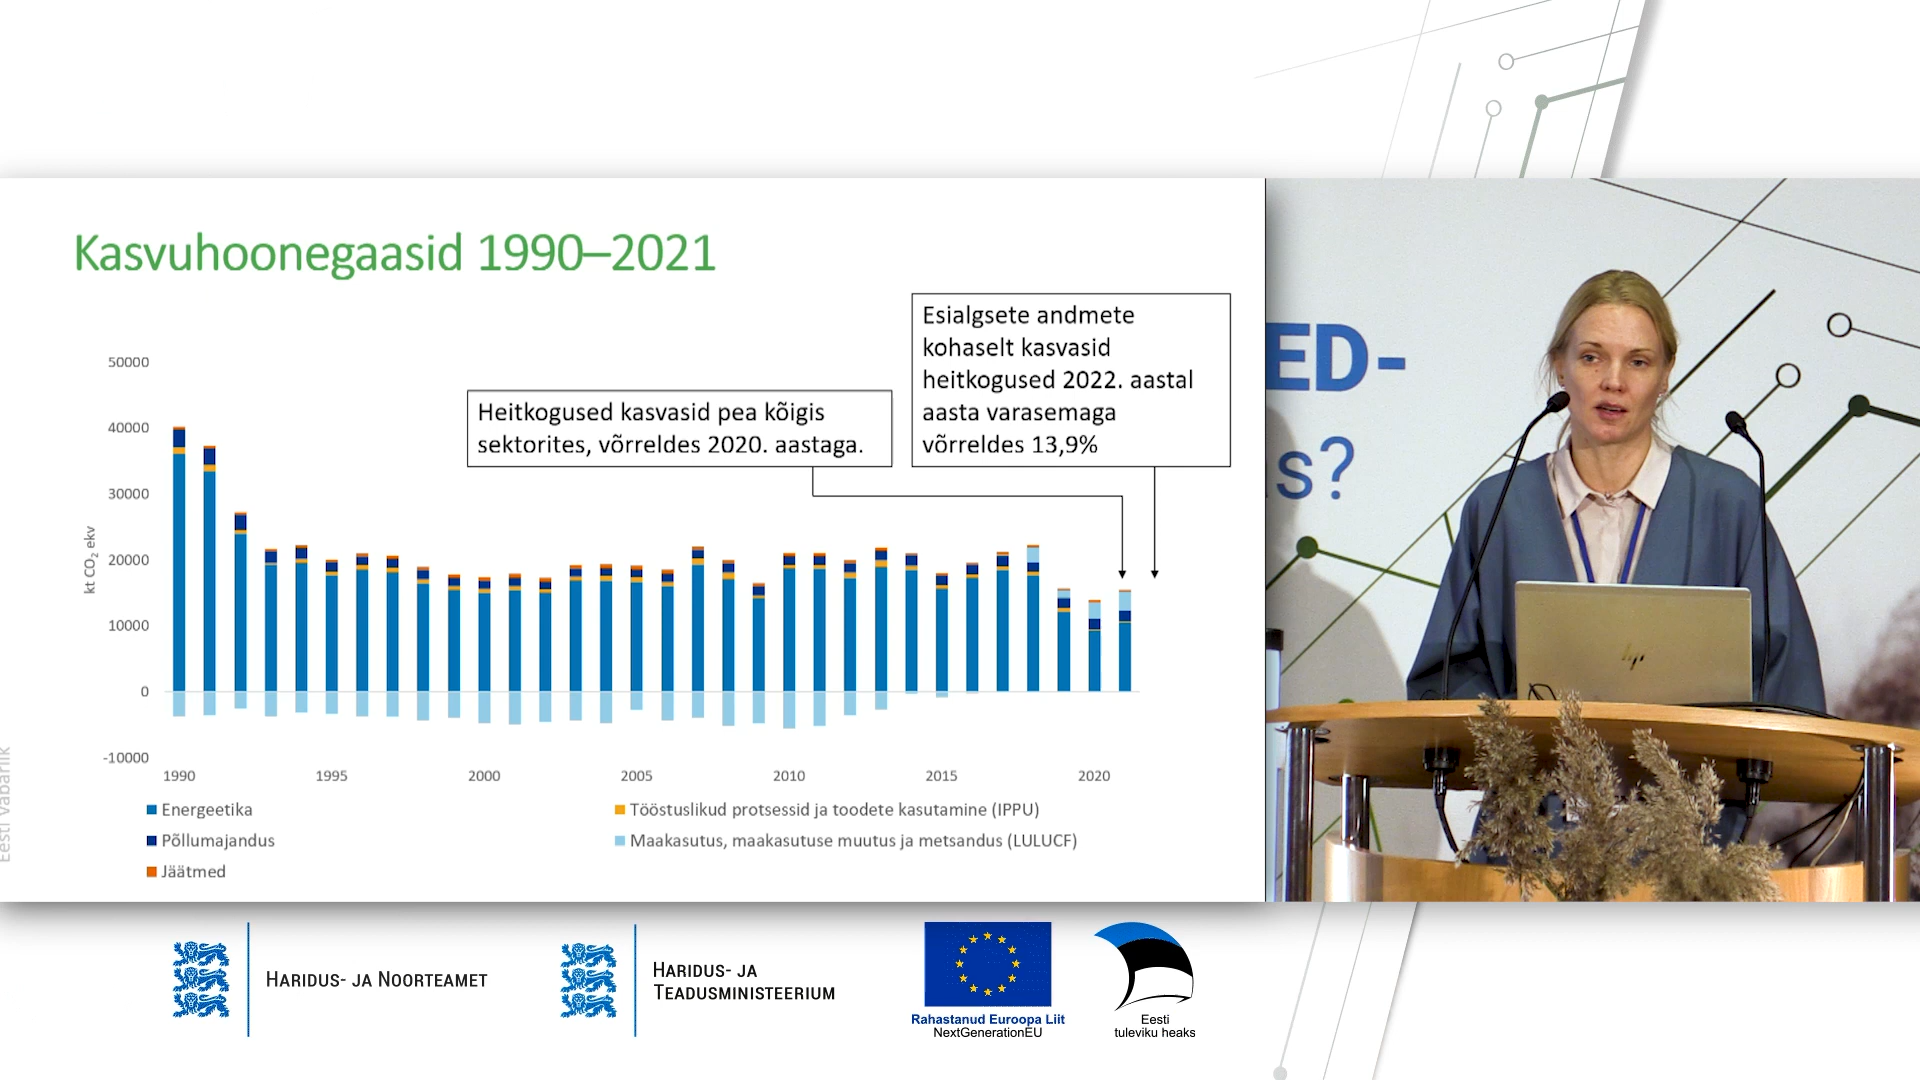 Kasvuhoonegaasid 1990–2021
Esialgsete andmete
kohaselt kasvasid
heitkogused 2022. aastal
aasta varasemaga
võrreldes 13,9%
Heitkogused kasvasid pea kõigis
sektorites, võrreldes 2020. aastaga.
kt CO₂ ekv
50000
40000
30000
20000
10000
0
-10000
1990 1995 2000 2005 2010 2015 2020
Energeetika
Tööstuslikud protsessid ja toodete kasutamine (IPPU)
Põllumajandus
Maakasutus, maakasutuse muutus ja metsandus (LULUCF)
Jäätmed
Eesti Vabariik
ED-
s?
hp
HARIDUS- JA NOORTEAMET
HARIDUS- JA
TEADUSMINISTEERIUM
Rahastanud Euroopa Liit
NextGenerationEU
Eesti
tuleviku heaks